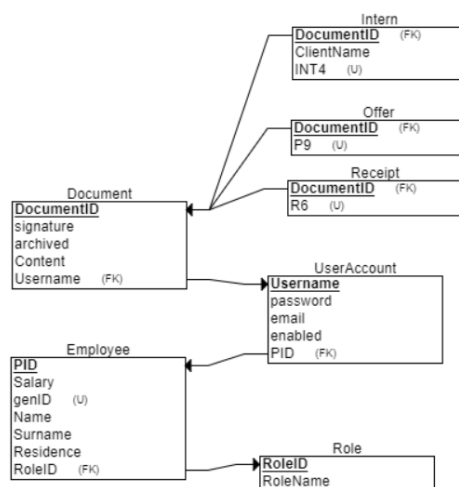 Intern
DocumentID (FK)
ClientName
INT4 (U)
Offer
DocumentID (FK)
P9 (U)
Receipt
DocumentID (FK)
R6 (U)
Document
DocumentID
signature
archived
Content
Username (FK)
UserAccount
Username
password
email
enabled
PID (FK)
Employee
PID
Salary
genID (U)
Name
Surname
Residence
RoleID (FK)
Role
RoleID
RoleName